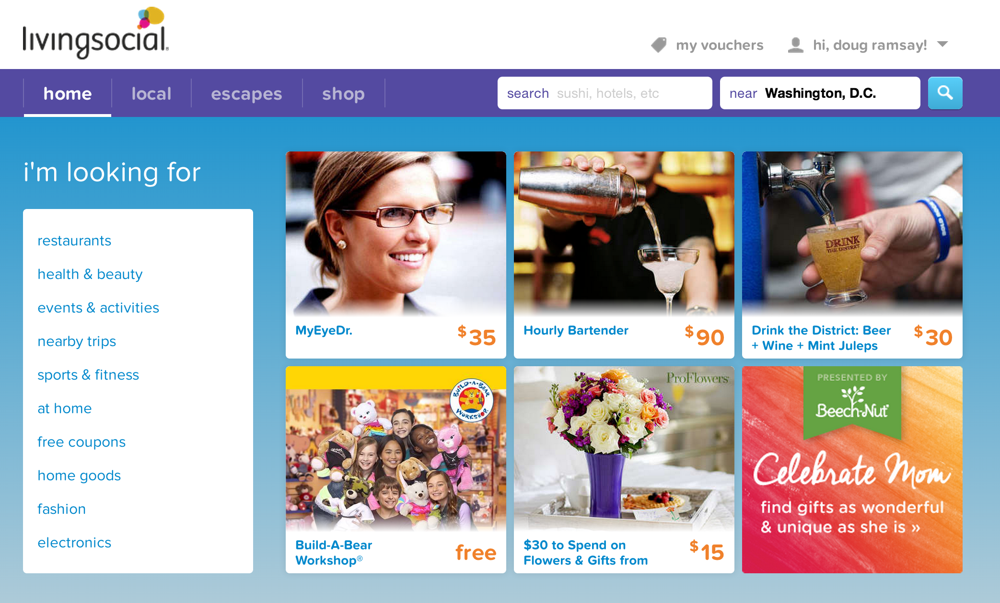 livingsocial®
my vouchers
hi, doug ramsay!
home
local
escapes
shop
search sushi, hotels, etc
near Washington, D.C.
i'm looking for
restaurants
health & beauty
events & activities
nearby trips
sports & fitness
at home
free coupons
home goods
fashion
electronics
MyEyeDr.
$35
Hourly Bartender
$90
DRINK
THE DISTRICT
Drink the District: Beer
+ Wine + Mint Juleps
$30
BUILD-A-BEAR
WORKSHOP
Build-A-Bear
Workshop®
free
ProFlowers
$30 to Spend on
Flowers & Gifts from
$15
PRESENTED BY
Beech-Nut
Celebrate Mom
find gifts as wonderful
& unique as she is »